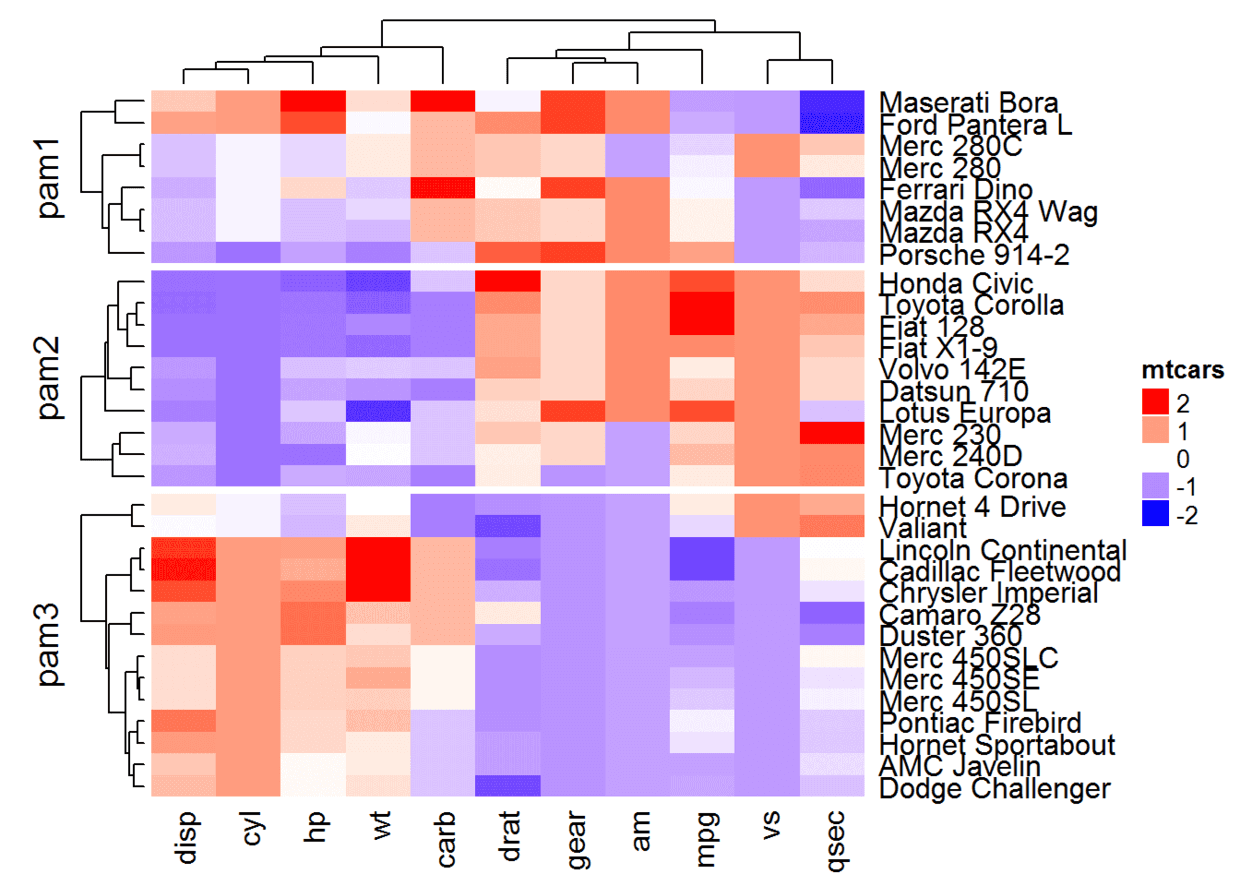 pam1
Maserati Bora
Ford Pantera L
Merc 280C
Merc 280
Ferrari Dino
Mazda RX4 Wag
Mazda RX4
Porsche 914-2
pam2
Honda Civic
Toyota Corolla
Fiat 128
Fiat X1-9
Volvo 142E
Datsun 710
Lotus Europa
Merc 230
Merc 240D
Toyota Corona
pam3
Hornet 4 Drive
Valiant
Lincoln Continental
Cadillac Fleetwood
Chrysler Imperial
Camaro Z28
Duster 360
Merc 450SLC
Merc 450SE
Merc 450SL
Pontiac Firebird
Hornet Sportabout
AMC Javelin
Dodge Challenger
disp cyl hp wt carb drat gear am mpg vs qsec
mtcars
2
1
0
-1
-2